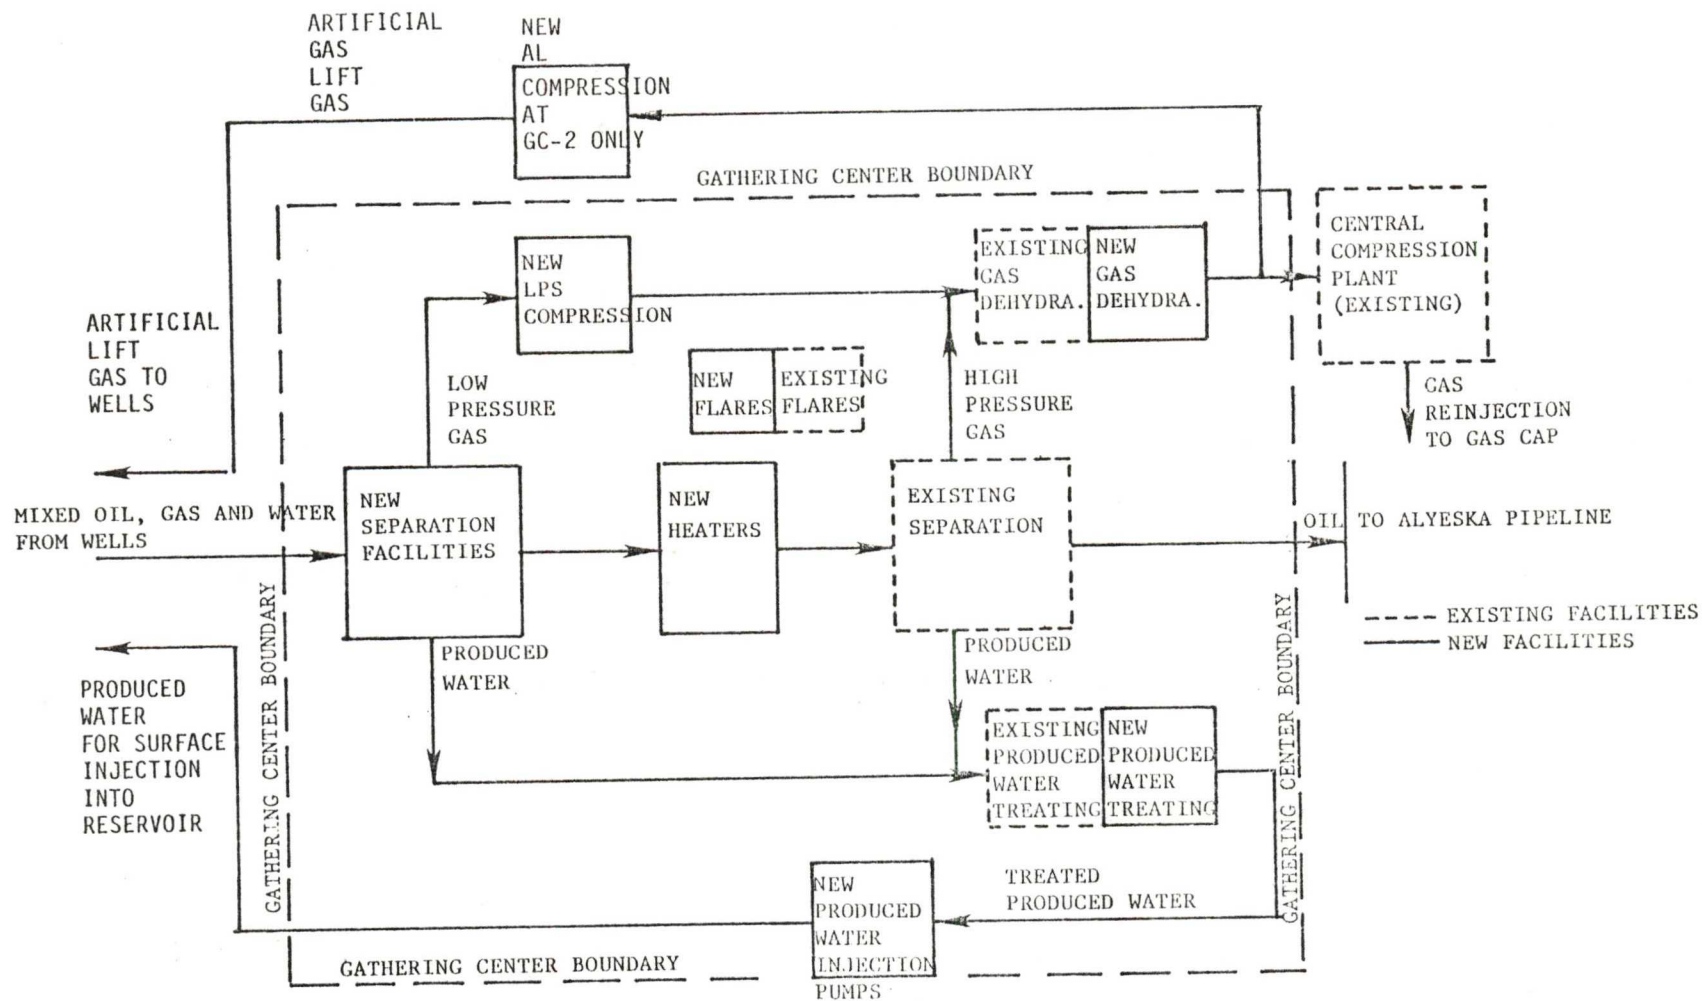 ARTIFICIAL
GAS
LIFT
GAS
NEW
AL
COMPRESSION
AT
GC-2 ONLY
GATHERING CENTER BOUNDARY
CENTRAL
COMPRESSION
PLANT
(EXISTING)
EXISTING
GAS
DEHYDRA.
NEW
GAS
DEHYDRA.
NEW
LPS
COMPRESSION
ARTIFICIAL
LIFT
GAS TO
WELLS
LOW
PRESSURE
GAS
NEW
FLARES
EXISTING
FLARES
HIGH
PRESSURE
GAS
GAS
REINJECTION
TO GAS CAP
MIXED OIL, GAS AND WATER
FROM WELLS
NEW
SEPARATION
FACILITIES
NEW
HEATERS
EXISTING
SEPARATION
OIL TO ALYESKA PIPELINE
EXISTING FACILITIES
NEW FACILITIES
GATHERING CENTER BOUNDARY
PRODUCED
WATER
PRODUCED
WATER
GATHERING CENTER BOUNDARY
PRODUCED
WATER
FOR SURFACE
INJECTION
INTO
RESERVOIR
EXISTING
PRODUCED
WATER
TREATING
NEW
PRODUCED
WATER
TREATING
TREATED
PRODUCED WATER
NEW
PRODUCED
WATER
INJECTION
PUMPS
GATHERING CENTER BOUNDARY